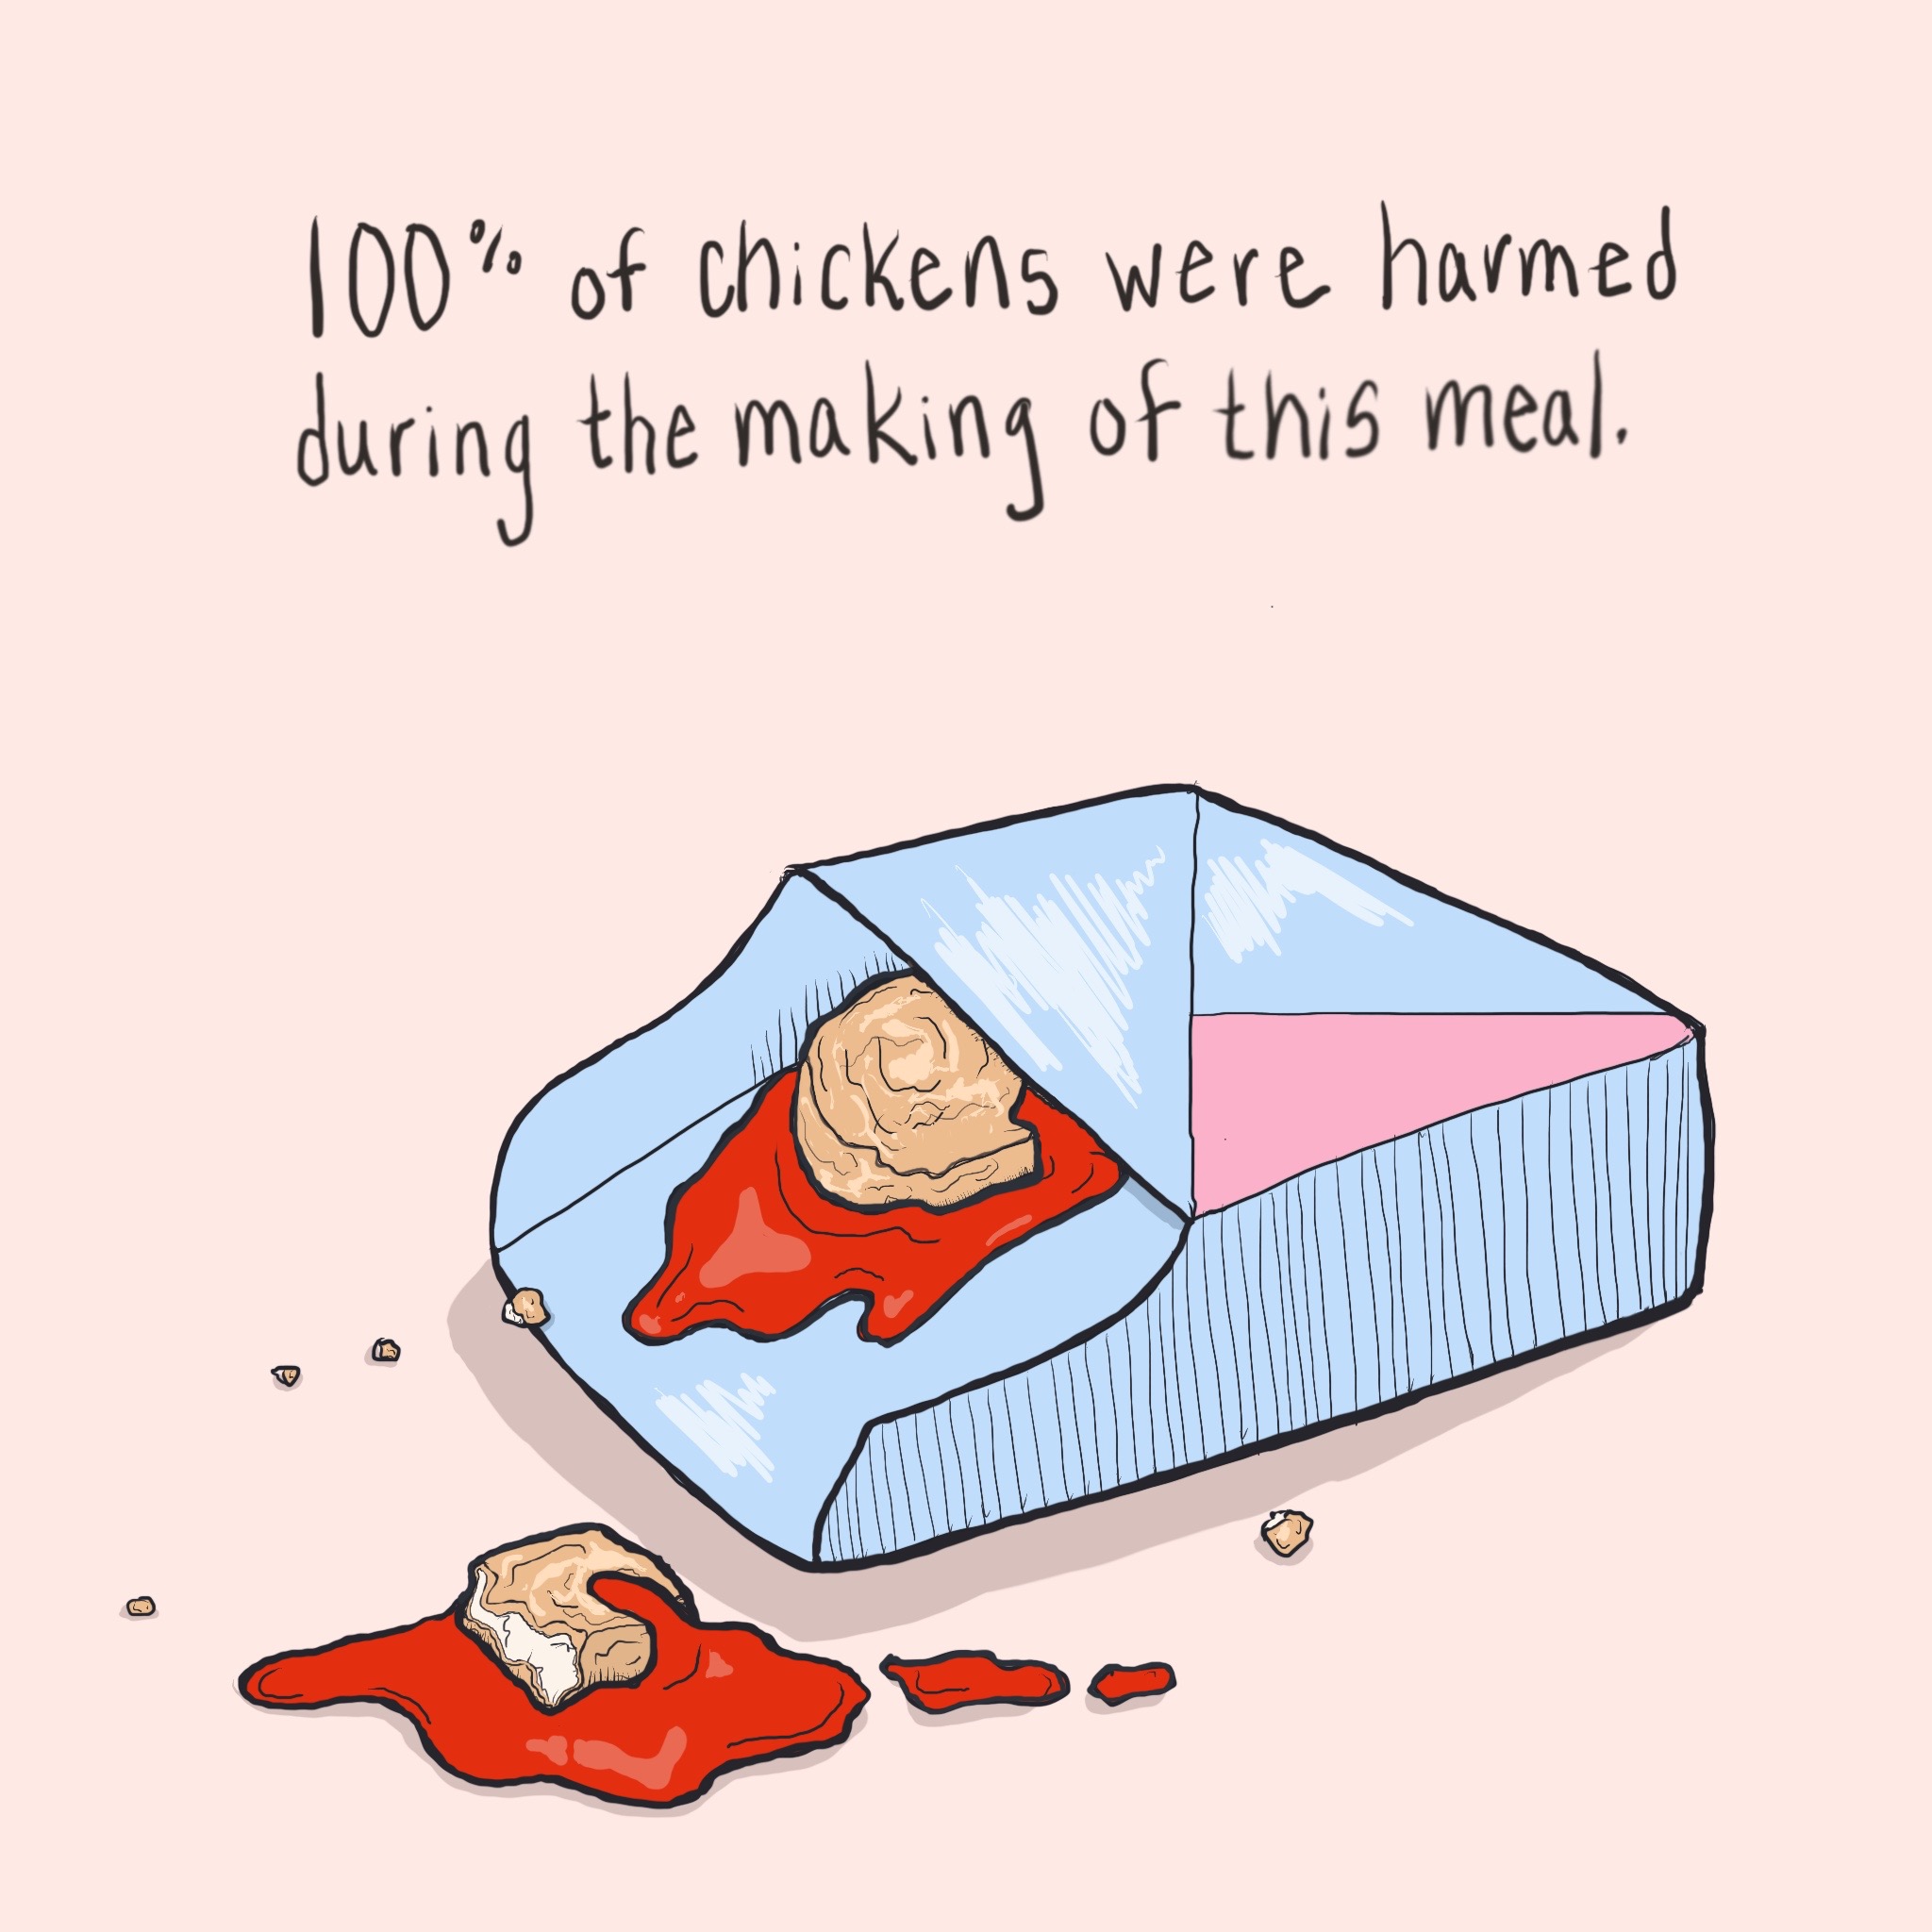 100% of chickens were harmed
during the making of this meal.